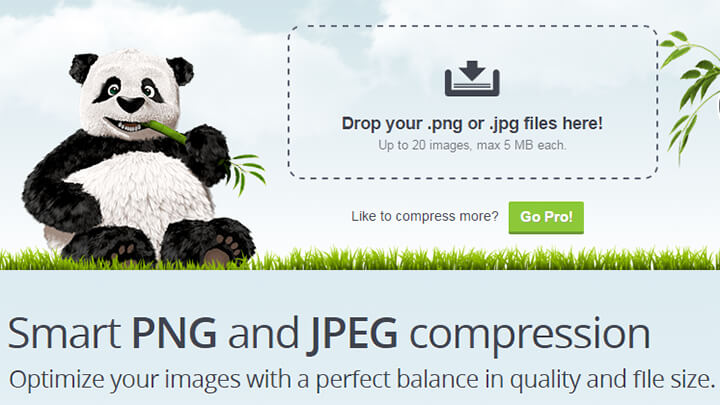 Drop your .png or .jpg files here!
Up to 20 images, max 5 MB each.
Like to compress more? Go Pro!
Smart PNG and JPEG compression
Optimize your images with a perfect balance in quality and file size.